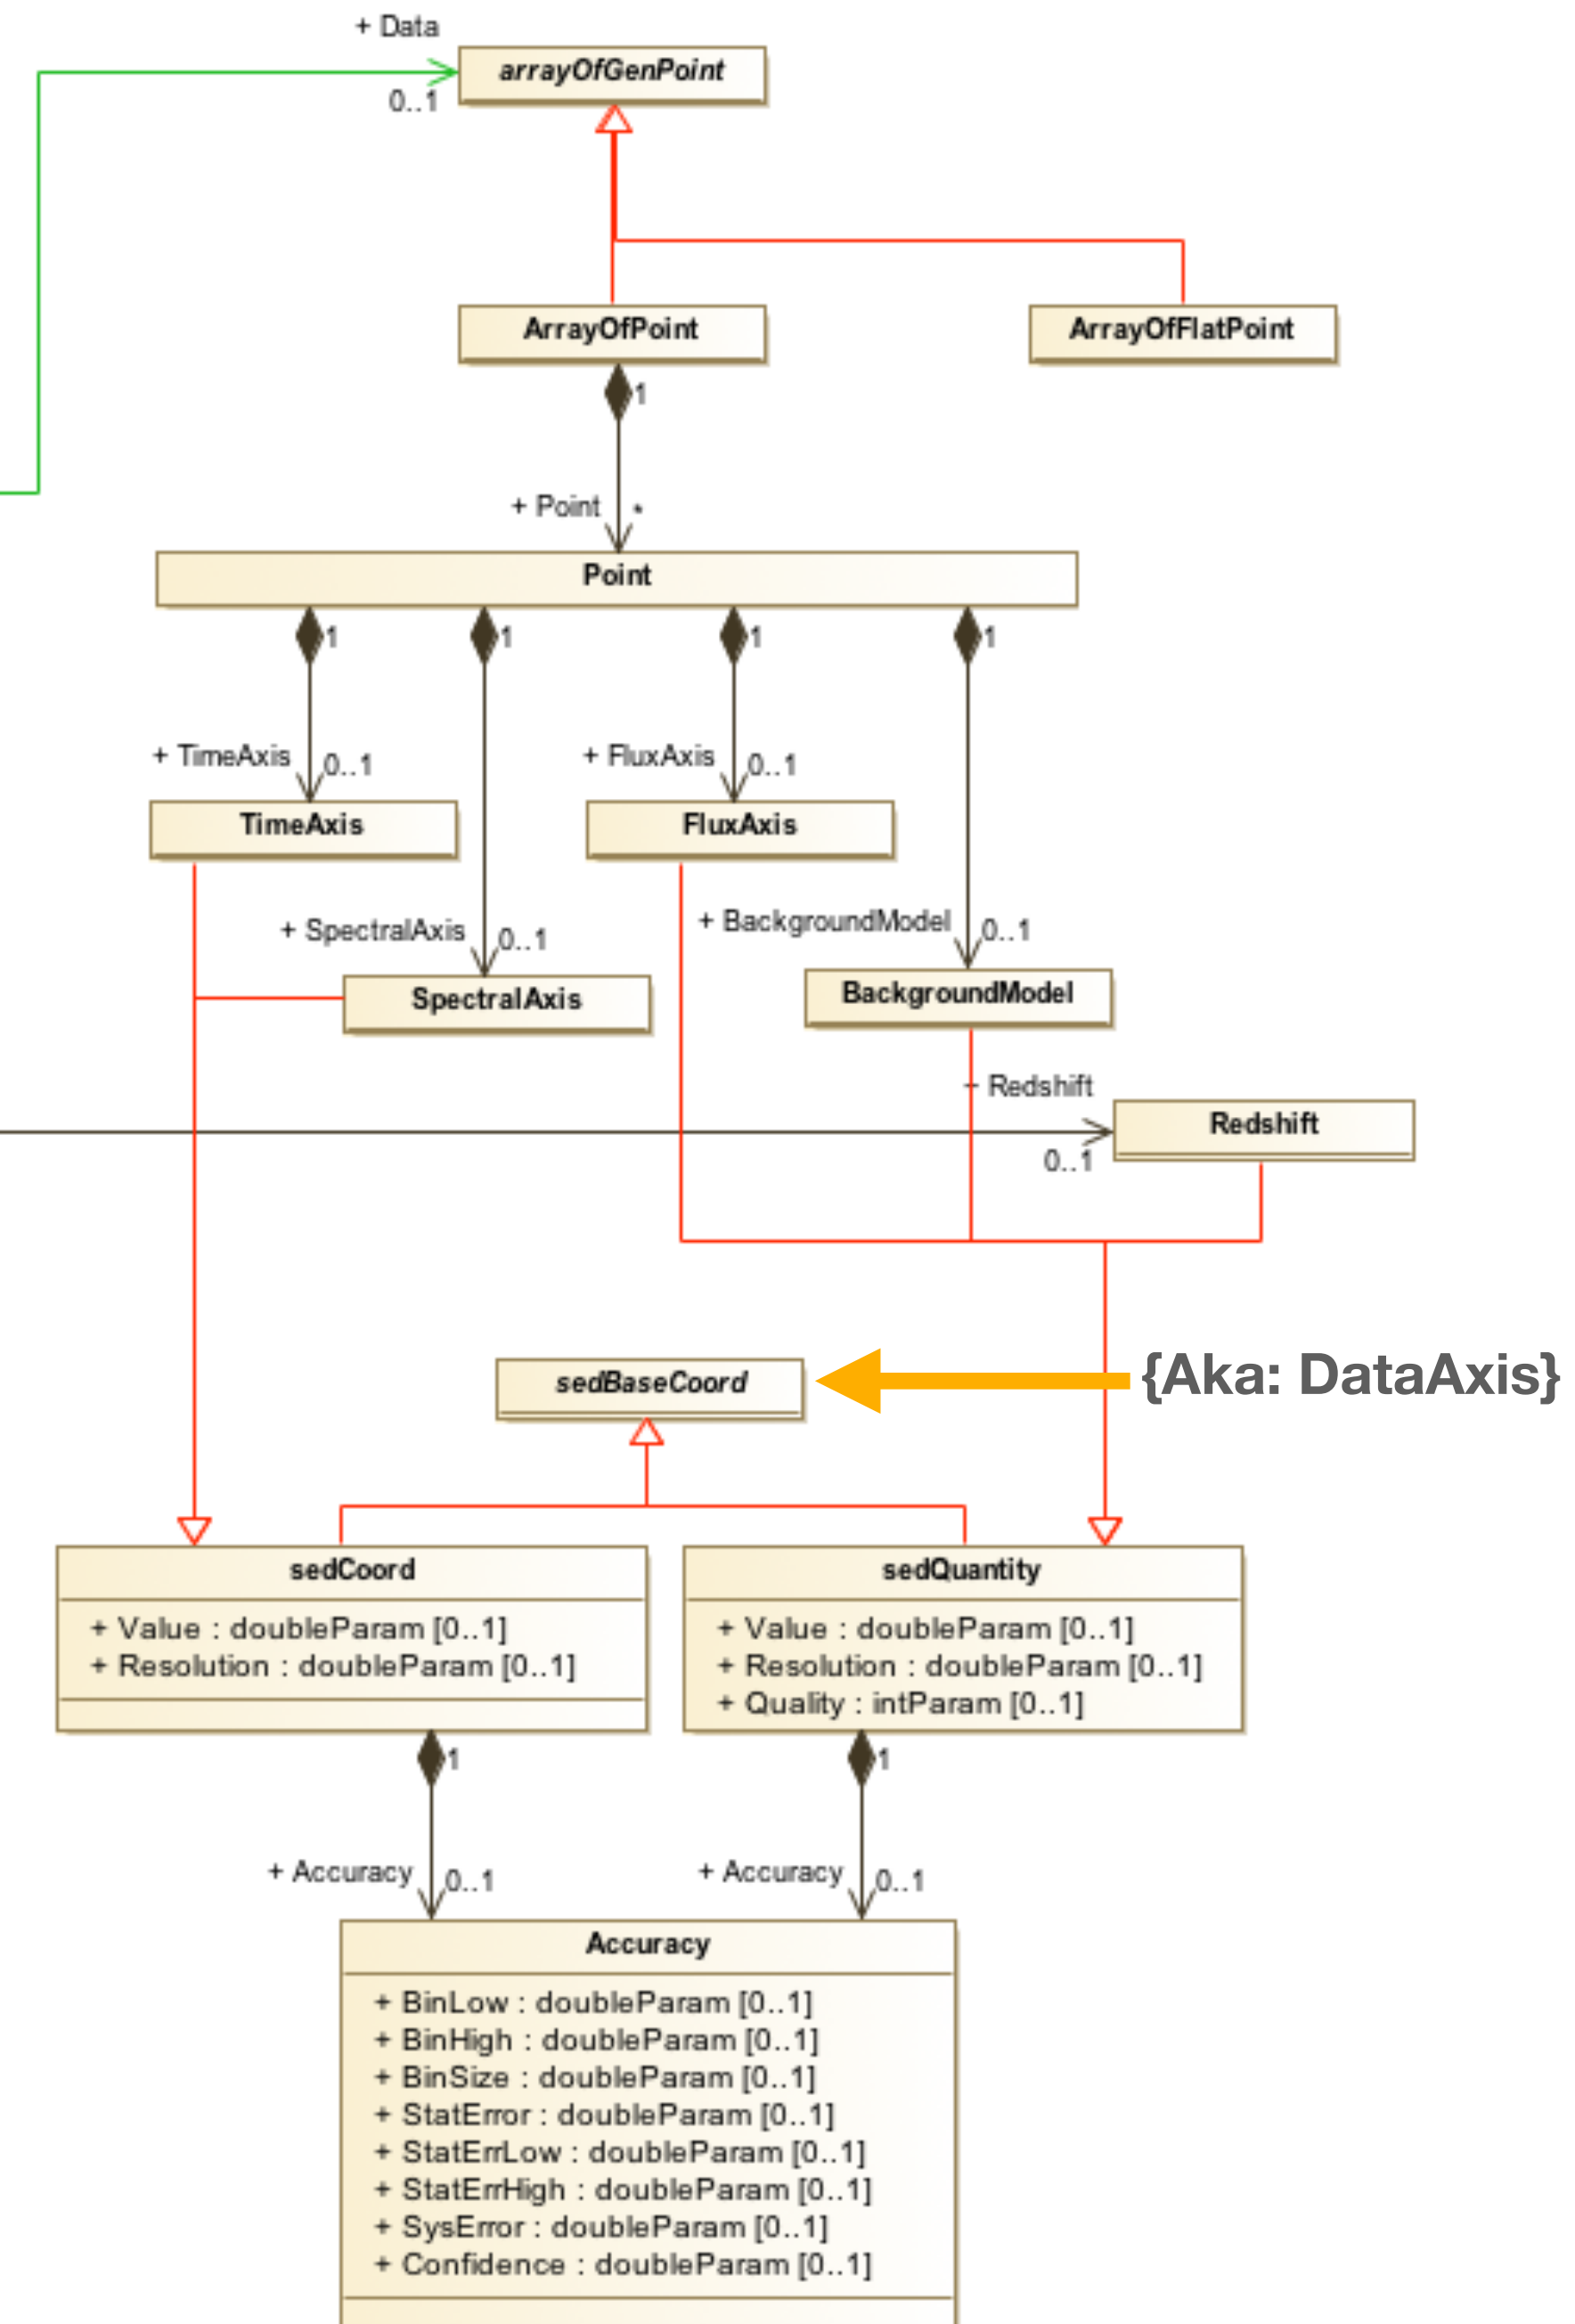 + Data
arrayOfGenPoint
0..1
ArrayOfPoint
ArrayOfFlatPoint
1
+ Point
*
Point
1
1
1
1
+ TimeAxis
0..1
+ FluxAxis
0..1
TimeAxis
FluxAxis
+ SpectralAxis
0..1
+ BackgroundModel
0..1
SpectralAxis
BackgroundModel
+ Redshift
Redshift
0..1
{Aka: DataAxis}
sedBaseCoord
sedCoord
+ Value : doubleParam [0..1]
+ Resolution : doubleParam [0..1]
sedQuantity
+ Value : doubleParam [0..1]
+ Resolution : doubleParam [0..1]
+ Quality : intParam [0..1]
1
1
+ Accuracy
0..1
+ Accuracy
0..1
Accuracy
+ BinLow : doubleParam [0..1]
+ BinHigh : doubleParam [0..1]
+ BinSize : doubleParam [0..1]
+ StatError : doubleParam [0..1]
+ StatErrLow : doubleParam [0..1]
+ StatErrHigh : doubleParam [0..1]
+ SysError : doubleParam [0..1]
+ Confidence : doubleParam [0..1]